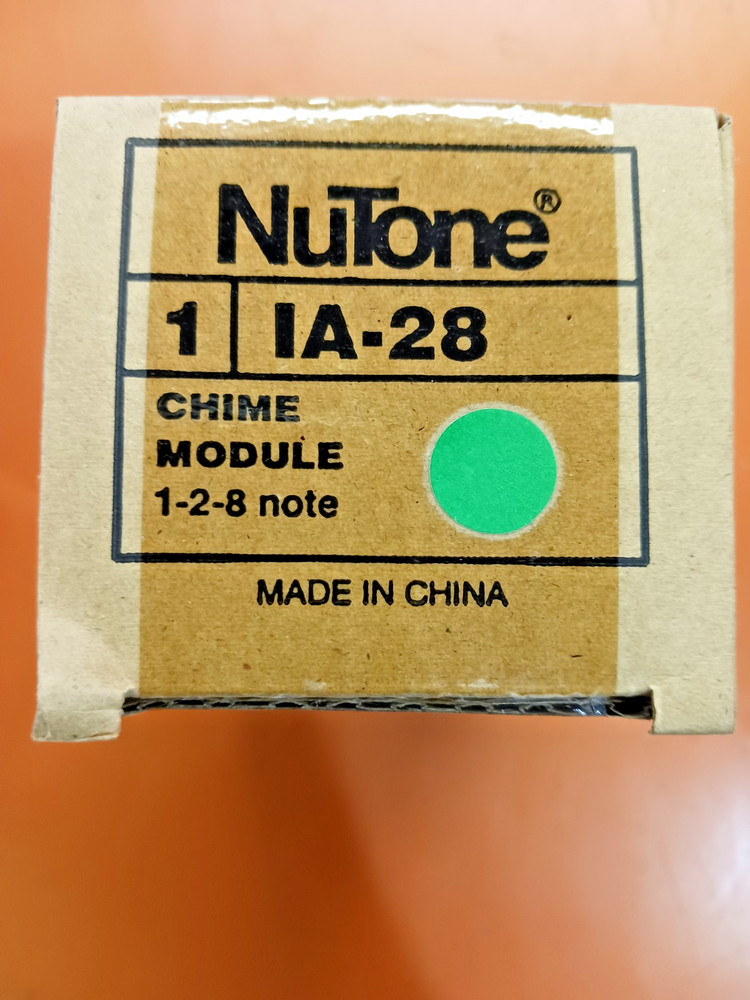 NuTone®
1 IA-28
CHIME
MODULE
1-2-8 note
MADE IN CHINA